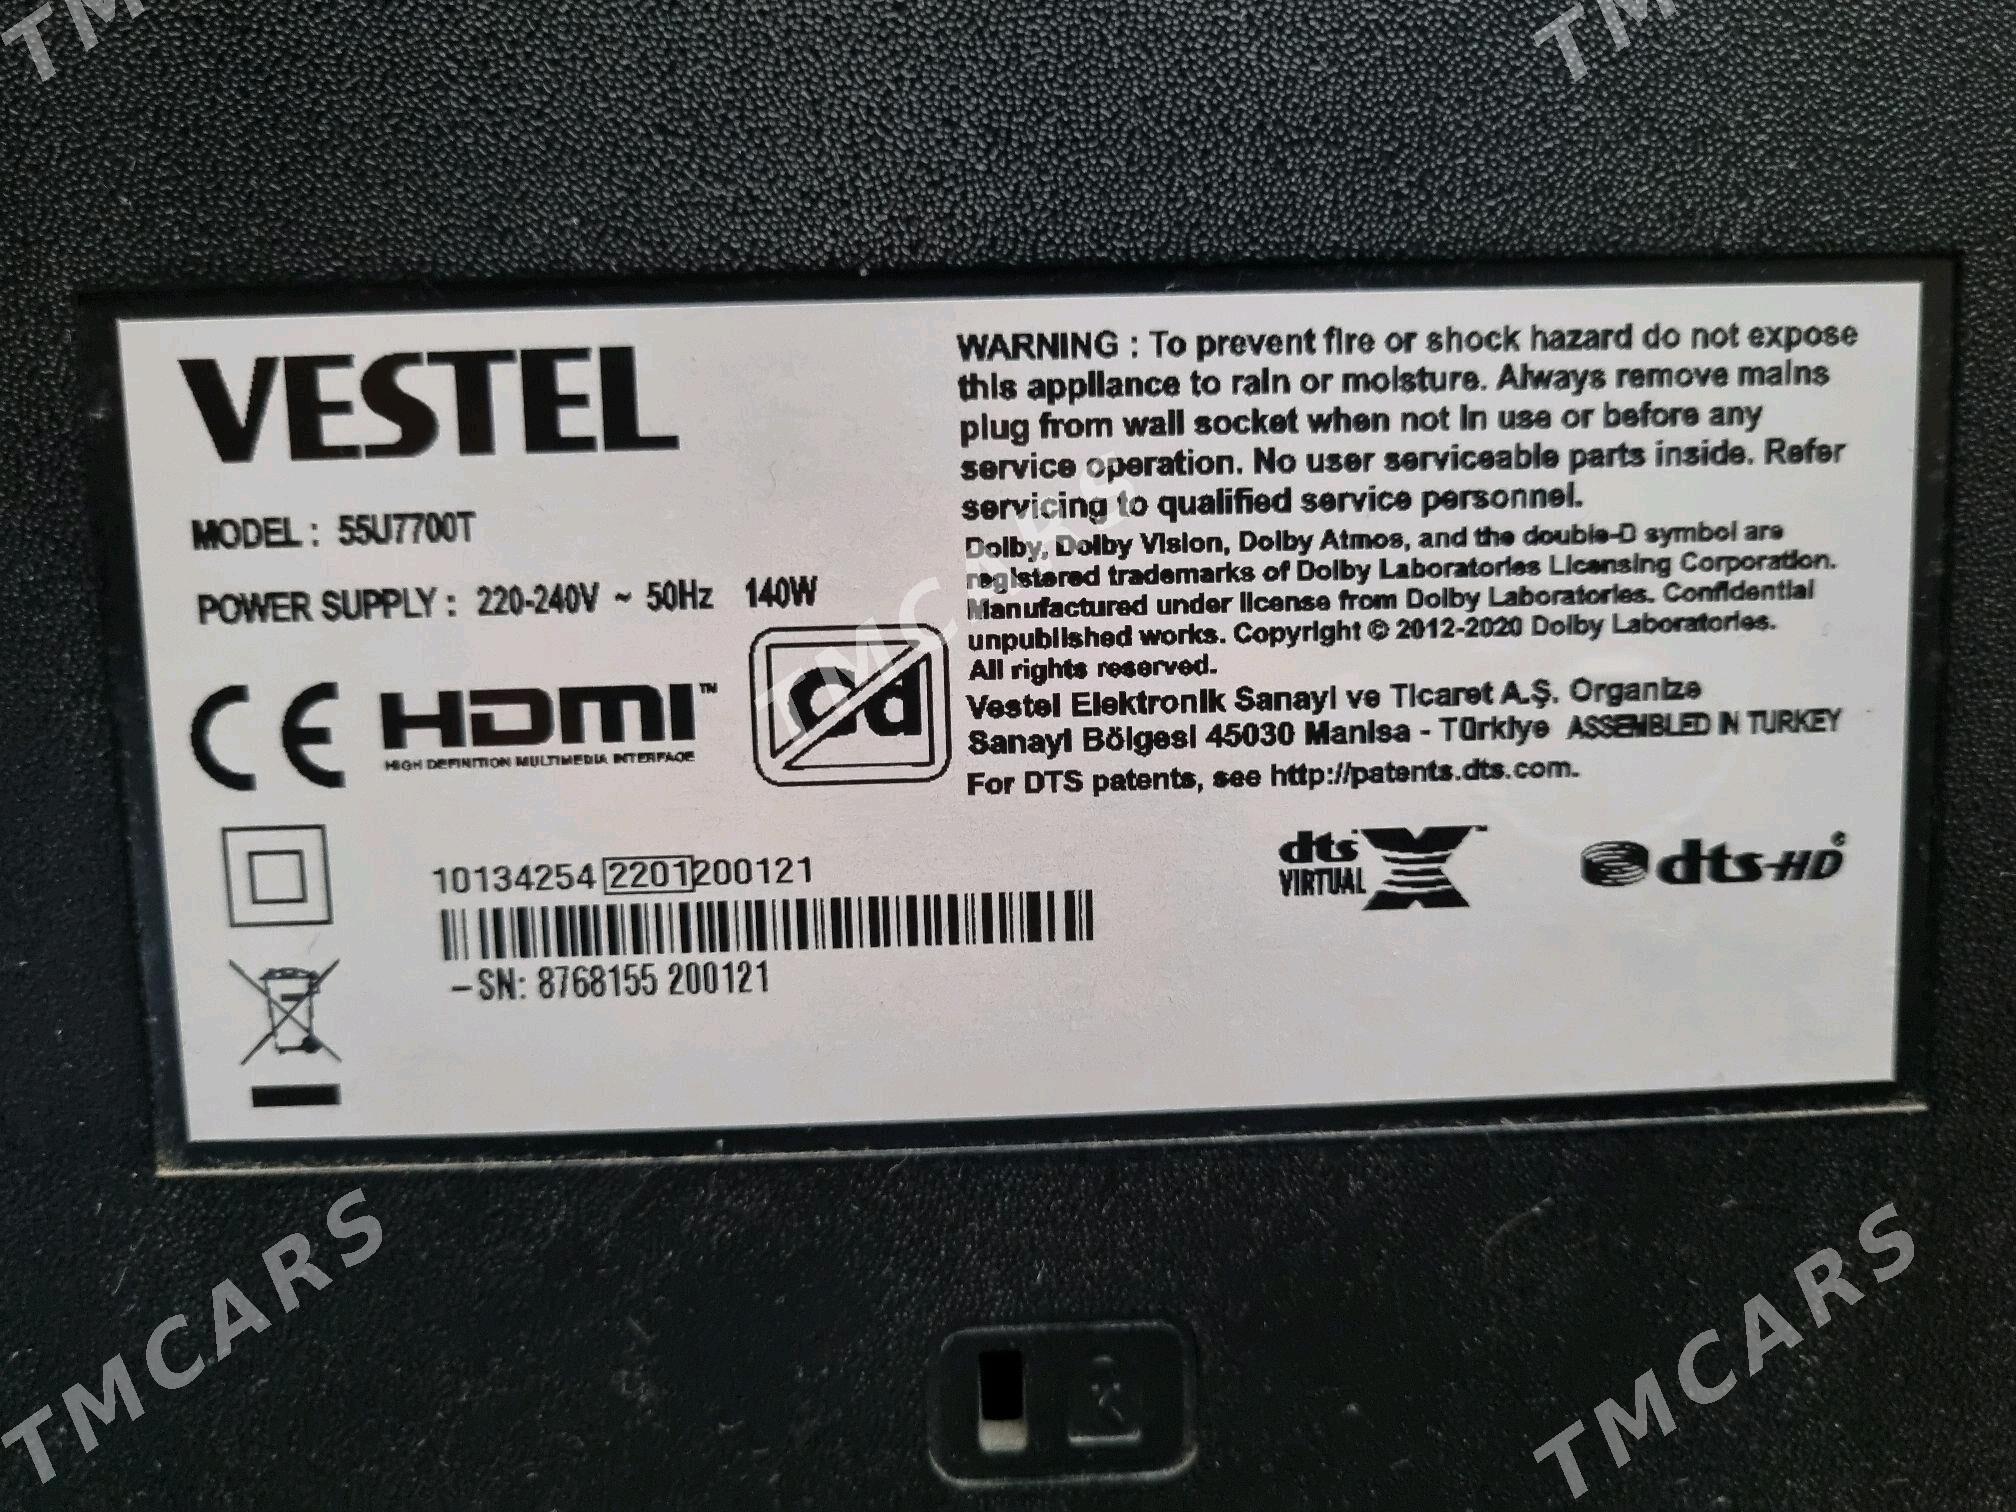 VESTEL
MODEL : 55U7700T
POWER SUPPLY : 220-240V ~ 50Hz 140W
CE HDMI™
HIGH DEFINITION MULTIMEDIA INTERFACE
10134254 2201200121
–SN: 8768155 200121
WARNING : To prevent fire or shock hazard do not expose
this appliance to rain or moisture. Always remove mains
plug from wall socket when not in use or before any
service operation. No user serviceable parts inside. Refer
servicing to qualified service personnel.
Dolby, Dolby Vision, Dolby Atmos, and the double-D symbol are
registered trademarks of Dolby Laboratories Licensing Corporation.
Manufactured under license from Dolby Laboratories. Confidential
unpublished works. Copyright © 2012-2020 Dolby Laboratories.
All rights reserved.
Vestel Elektronik Sanayi ve Ticaret A.Ş. Organize
Sanayi Bölgesi 45030 Manisa - Türkiye ASSEMBLED IN TURKEY
For DTS patents, see http://patents.dts.com.
dts VIRTUAL X™
dts-HD®
TMCARS
TMCARS
TMCARS